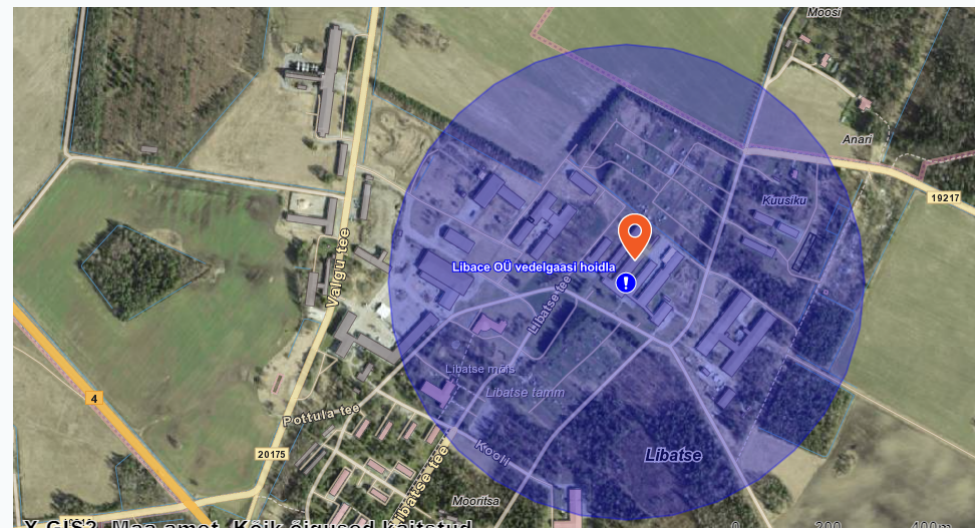 Moosi
Anari
Kuusiku
19217
Valgu tee
Libace OÜ vedelgaasi hoidla
!
Libatse tee
Libatse mõis
Libatse tamm
4
Pottula tee
20175
Libatse tee
Kooli
Libatse
Mooritsa
X-GIS2 Maa-amet. Kõik õigused kaitstud
0 200 400m